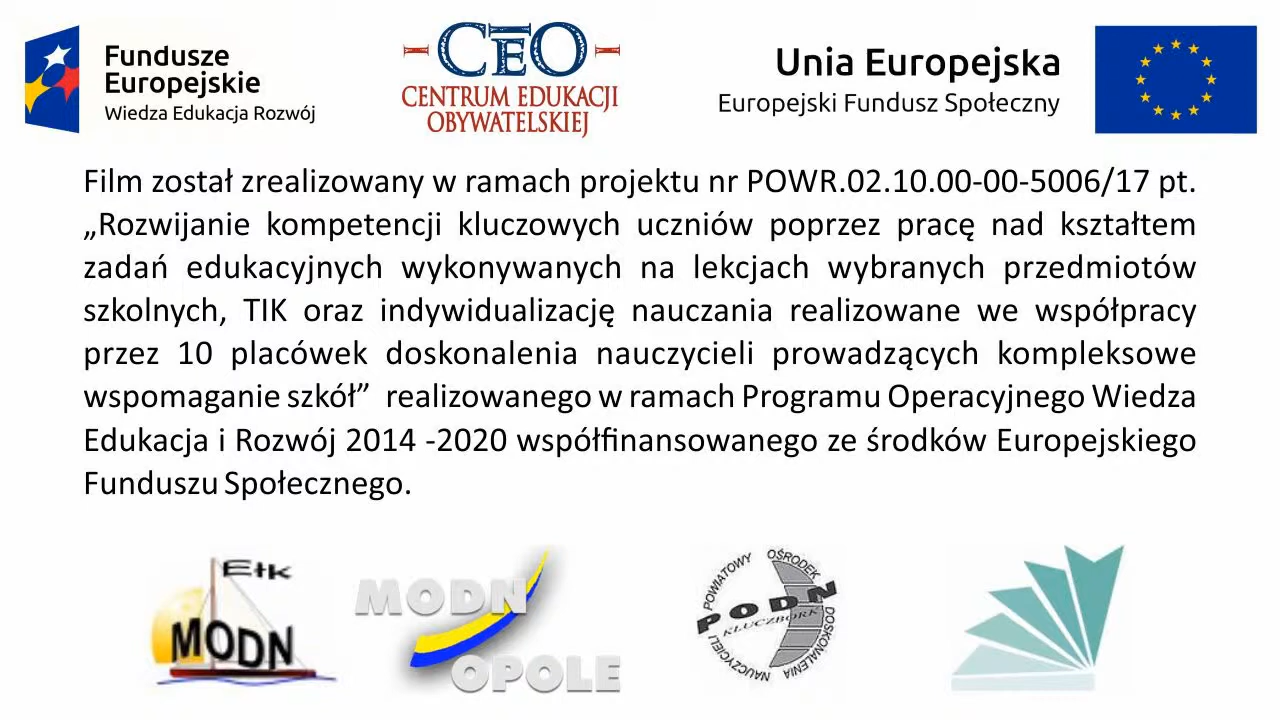 Fundusze
Europejskie
Wiedza Edukacja Rozwój
CEO
CENTRUM EDUKACJI
OBYWATELSKIEJ
Unia Europejska
Europejski Fundusz Społeczny
Film został zrealizowany w ramach projektu nr POWR.02.10.00-00-5006/17 pt.
„Rozwijanie kompetencji kluczowych uczniów poprzez pracę nad kształtem
zadań edukacyjnych wykonywanych na lekcjach wybranych przedmiotów
szkolnych, TIK oraz indywidualizację nauczania realizowane we współpracy
przez 10 placówek doskonalenia nauczycieli prowadzących kompleksowe
wspomaganie szkół” realizowanego w ramach Programu Operacyjnego Wiedza
Edukacja i Rozwój 2014 -2020 współfinansowanego ze środków Europejskiego
Funduszu Społecznego.
Ełk
MODN
MODN
OPOLE
POWIATOWY OŚRODEK
DOSKONALENIA
NAUCZYCIELI
PODN
KLUCZBORK